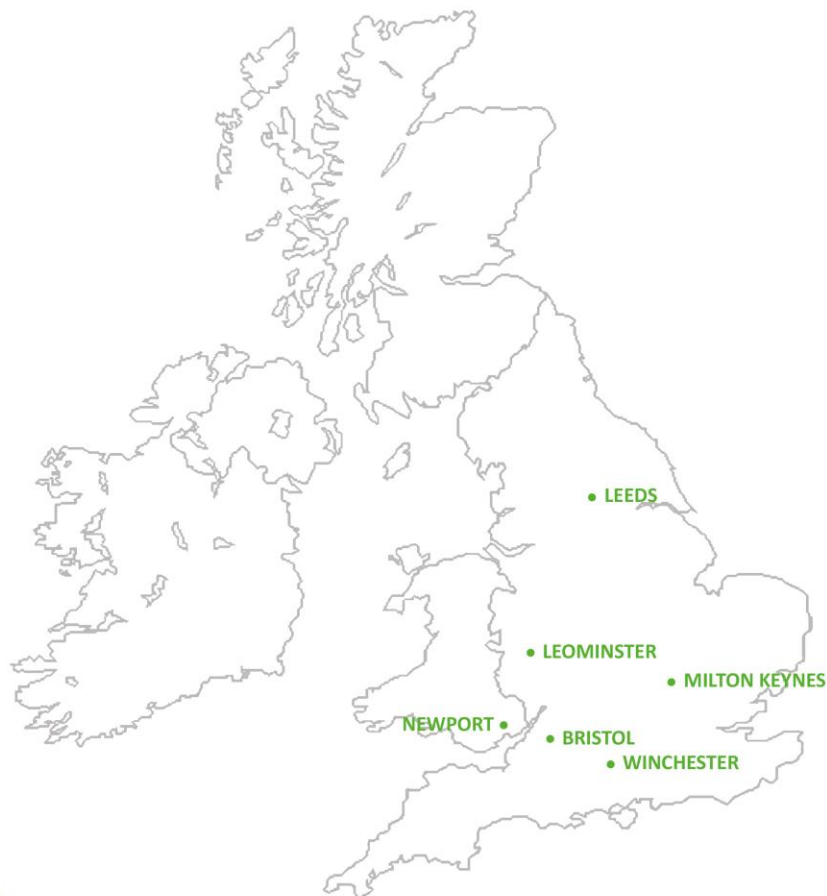 LEEDS
LEOMINSTER
MILTON KEYNES
NEWPORT
BRISTOL
WINCHESTER